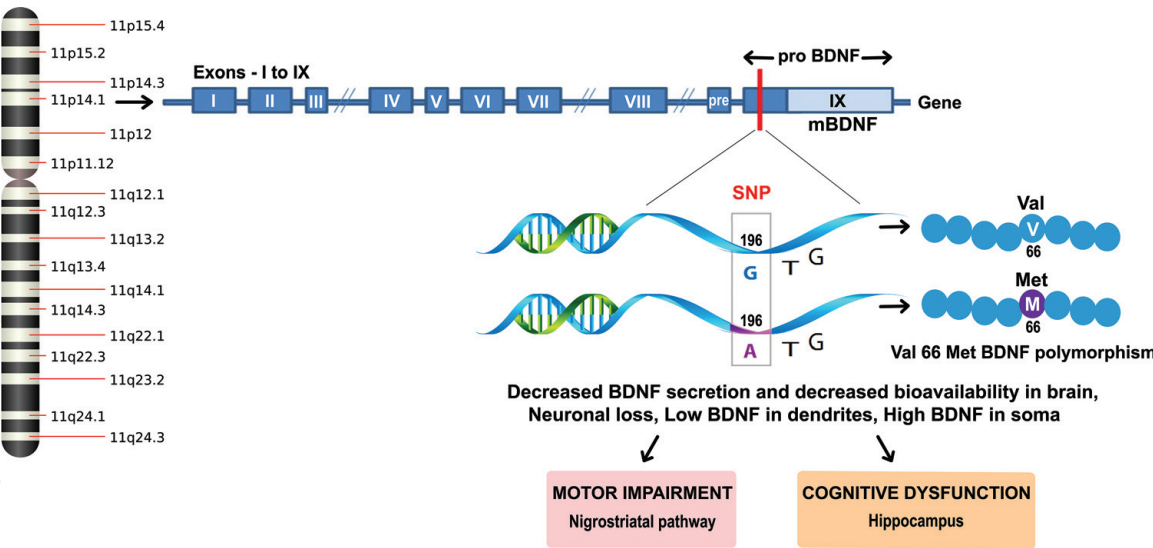 11p15.4
11p15.2
11p14.3
11p14.1
11p12
11p11.12
11q12.1
11q12.3
11q13.2
11q13.4
11q14.1
11q14.3
11q22.1
11q22.3
11q23.2
11q24.1
11q24.3
Exons - I to IX
pro BDNF
I II III IV V VI VII VIII pre IX Gene
mBDNF
SNP
196
G T G
Val
V
66
196
A T G
Met
M
66
Val 66 Met BDNF polymorphism
Decreased BDNF secretion and decreased bioavailability in brain,
Neuronal loss, Low BDNF in dendrites, High BDNF in soma
MOTOR IMPAIRMENT
Nigrostriatal pathway
COGNITIVE DYSFUNCTION
Hippocampus